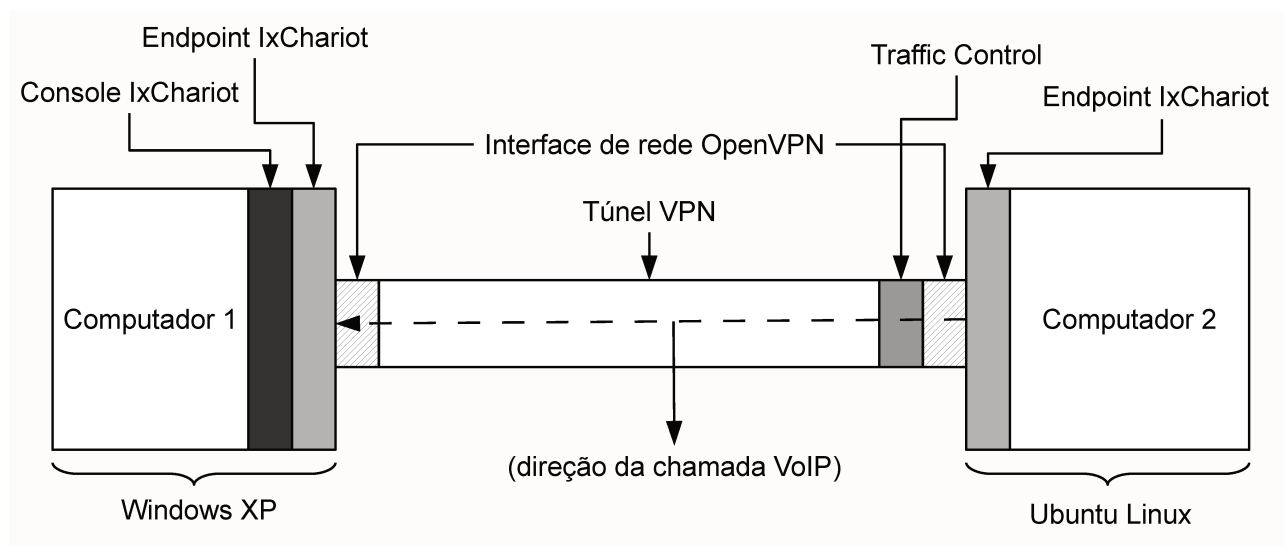 Endpoint IxChariot
Traffic Control
Console IxChariot
Endpoint IxChariot
Interface de rede OpenVPN
Túnel VPN
Computador 1
Computador 2
(direção da chamada VoIP)
Windows XP
Ubuntu Linux